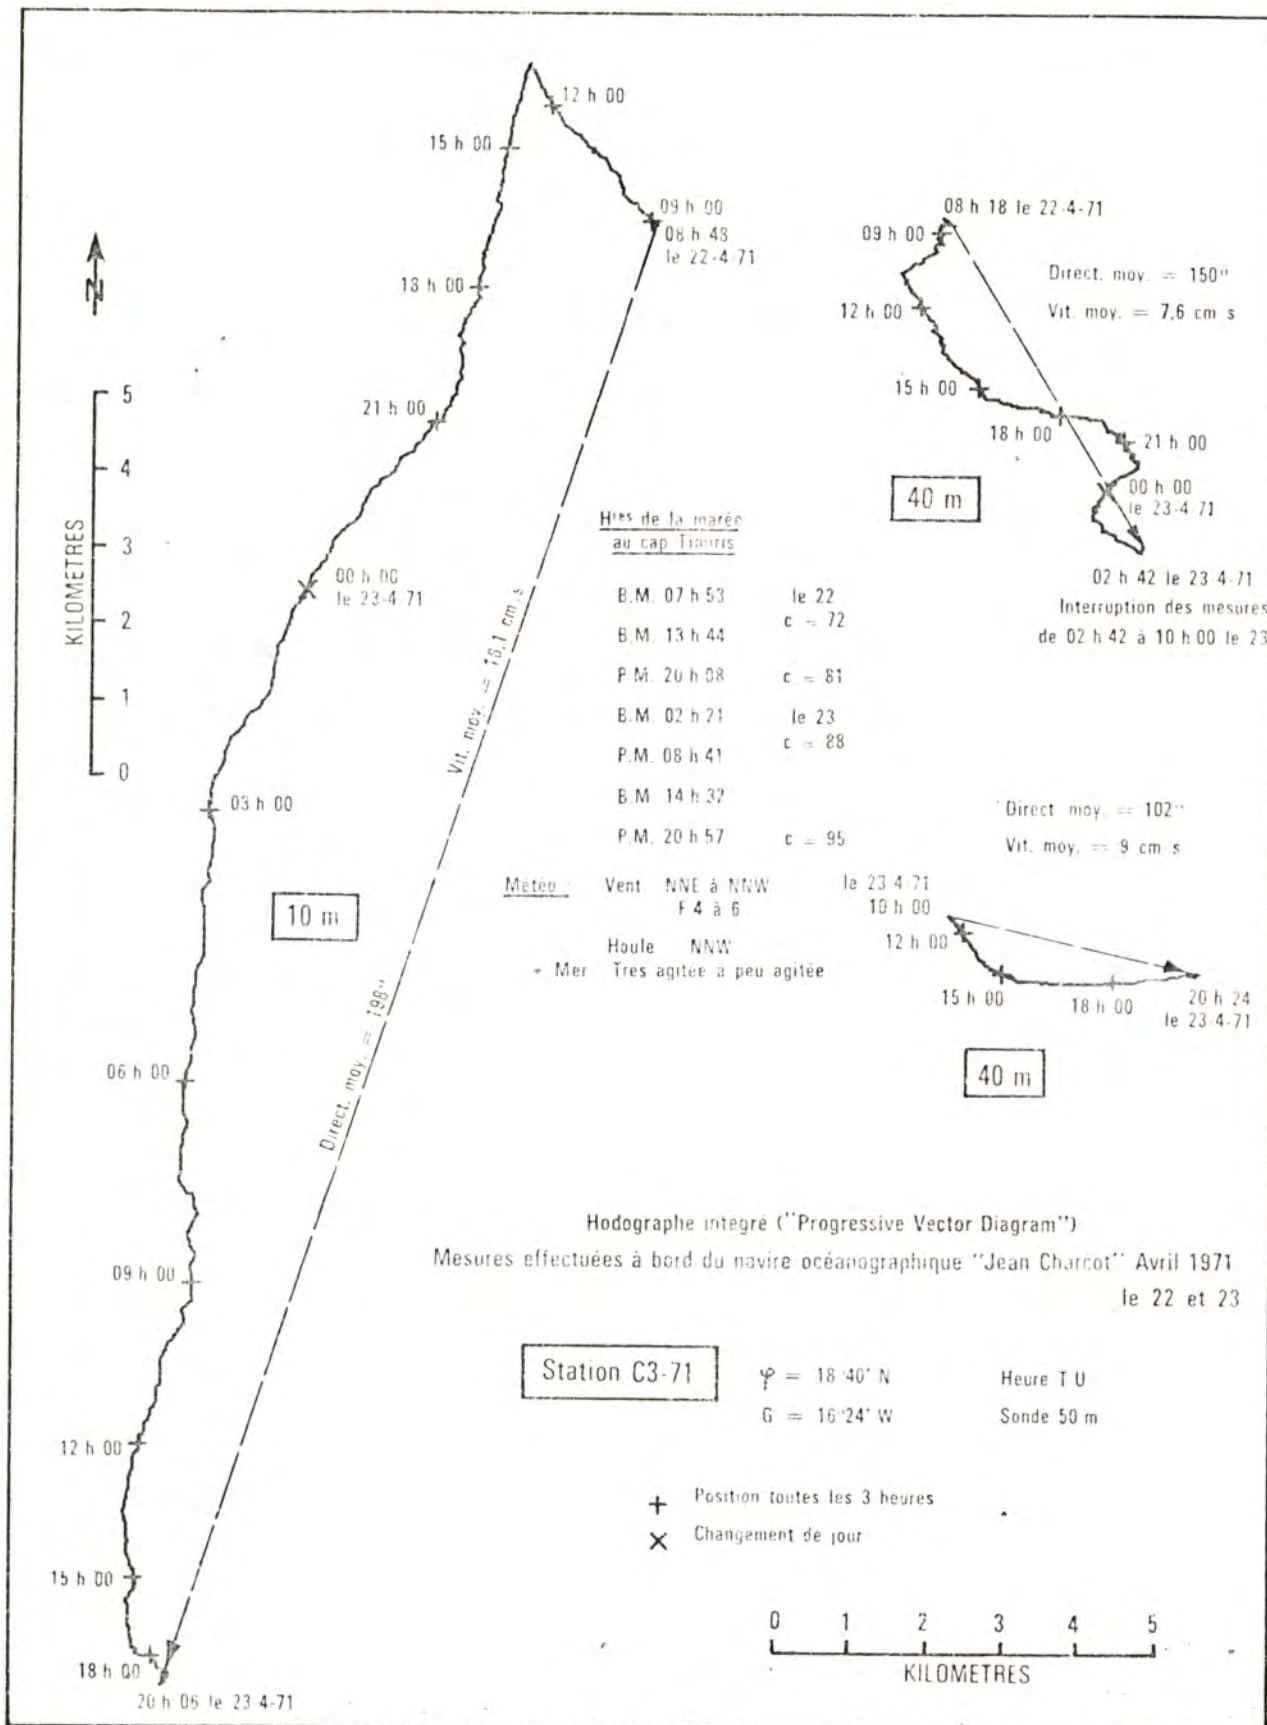 12 h 00
15 h 00
09 h 00
08 h 43
le 22-4-71
18 h 00
21 h 00
N
KILOMETRES
5
4
3
2
1
0
00 h 00
le 23-4-71
03 h 00
10 m
06 h 00
09 h 00
12 h 00
15 h 00
18 h 00
20 h 06 le 23 4-71
Vit. moy. = 16,1 cm/s
Direct. moy. = 198°
08 h 18 le 22-4-71
09 h 00
Direct. moy. = 150°
Vit. moy. = 7,6 cm s
12 h 00
15 h 00
18 h 00
21 h 00
40 m
00 h 00
le 23-4-71
02 h 42 le 23-4-71
Interruption des mesures
de 02 h 42 à 10 h 00 le 23
Hres de la marée
au cap
B.M. 07 h 53 le 22
c = 72
B.M. 13 h 44
P.M. 20 h 08 c = 81
B.M. 02 h 21 le 23
c = 88
P.M. 08 h 41
B.M. 14 h 32
P.M. 20 h 57 c = 95
Météo : Vent NNE à NNW
F 4 à 6
Houle NNW
Mer Tres agitée a peu agitée
Direct moy. = 102°
Vit. moy. = 9 cm s
le 23-4-71
10 h 00
12 h 00
15 h 00
18 h 00
20 h 24
le 23-4-71
40 m
Hodographe intégré ("Progressive Vector Diagram")
Mesures effectuées à bord du navire océanographique "Jean Charcot" Avril 1971
le 22 et 23
Station C3-71
φ = 18°40' N Heure T U
G = 16°24' W Sonde 50 m
+ Position toutes les 3 heures
× Changement de jour
0 1 2 3 4 5
KILOMETRES